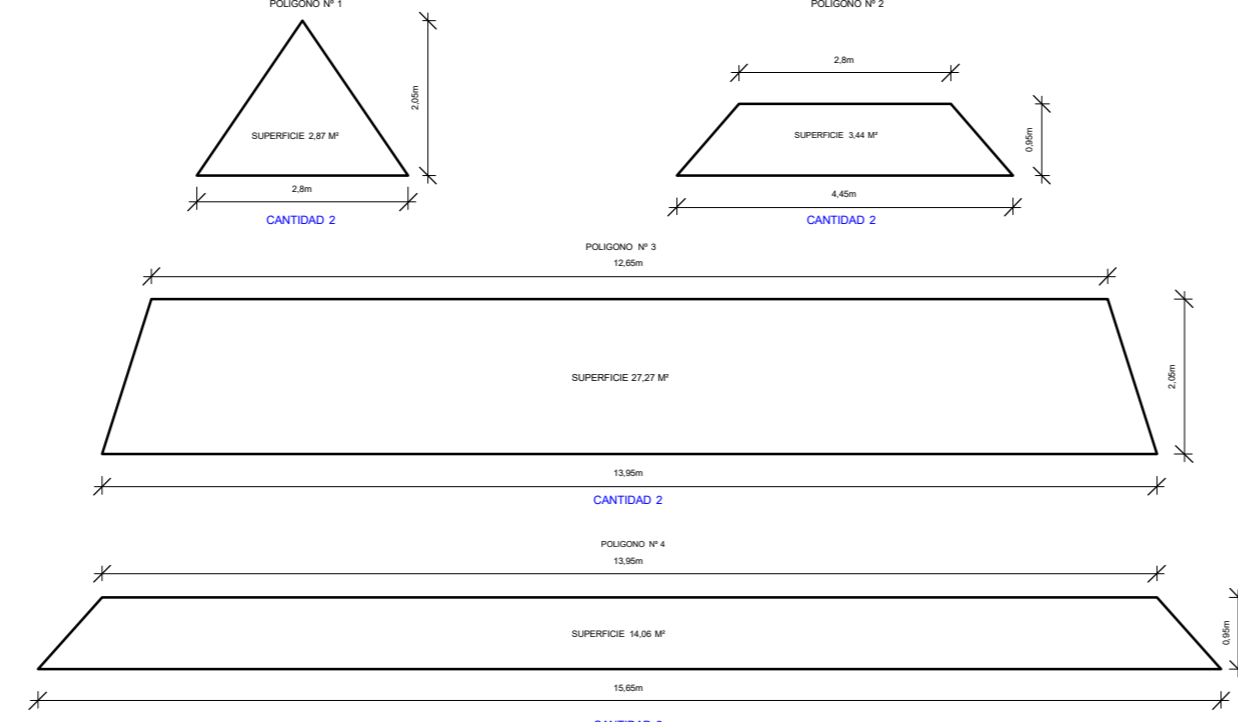 POLIGONO Nº 1
POLIGONO Nº 2
2,8m
2,05m
SUPERFICIE 2,87 M²
SUPERFICIE 3,44 M²
0,95m
2,8m
4,45m
CANTIDAD 2
CANTIDAD 2
POLIGONO Nº 3
12,65m
SUPERFICIE 27,27 M²
2,05m
13,95m
CANTIDAD 2
POLIGONO Nº 4
13,95m
SUPERFICIE 14,06 M²
0,95m
15,65m
CANTIDAD 2